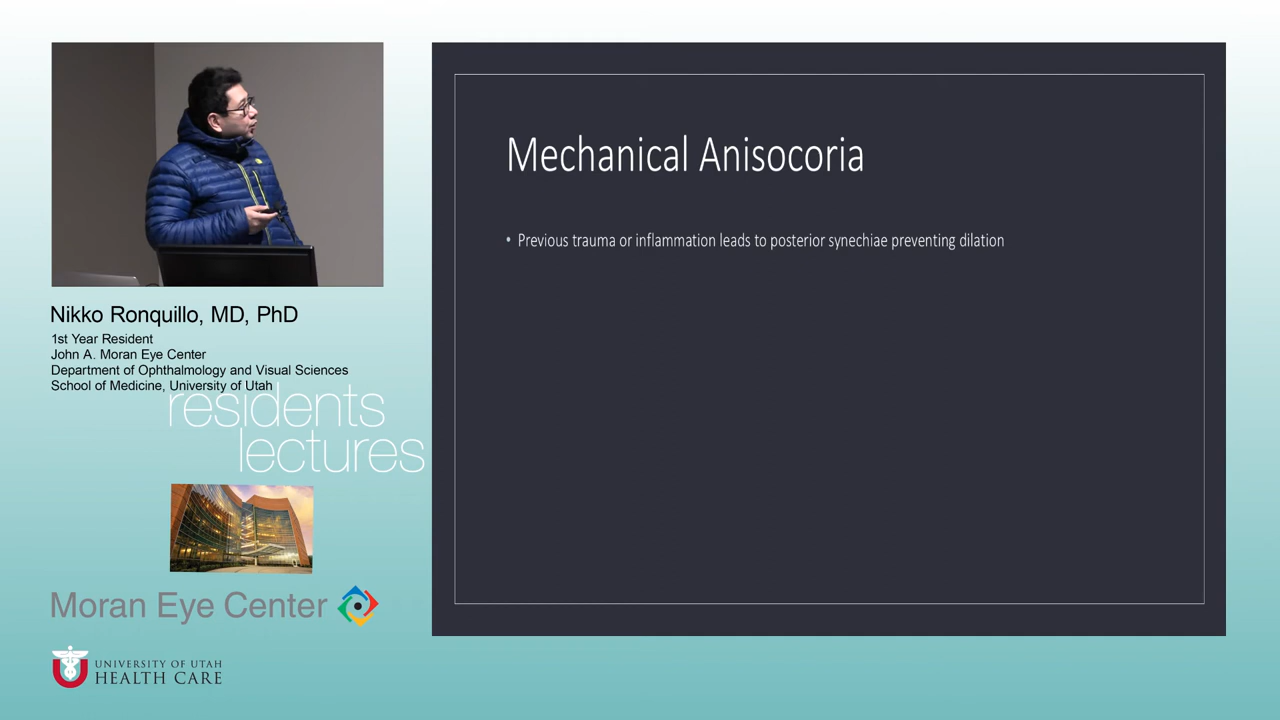 Nikko Ronquillo, MD, PhD
1st Year Resident
John A. Moran Eye Center
Department of Ophthalmology and Visual Sciences
School of Medicine, University of Utah
residents
lectures
Moran Eye Center
UNIVERSITY OF UTAH
HEALTH CARE
Mechanical Anisocoria
• Previous trauma or inflammation leads to posterior synechiae preventing dilation